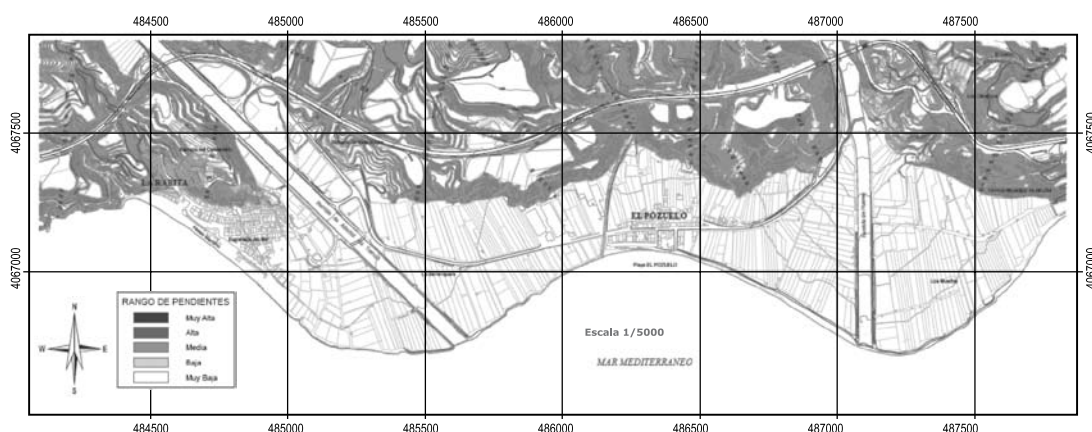 484500 485000 485500 486000 486500 487000 487500
4067500 4067500
LA RABITA
EL POZUELO
4067000 4067000
Playa EL POZUELO
RANGO DE PENDIENTES
Muy Alta
Alta
Media
Baja
Muy Baja
N
W E
S
Escala 1/5000
MAR MEDITERRANEO
484500 485000 485500 486000 486500 487000 487500